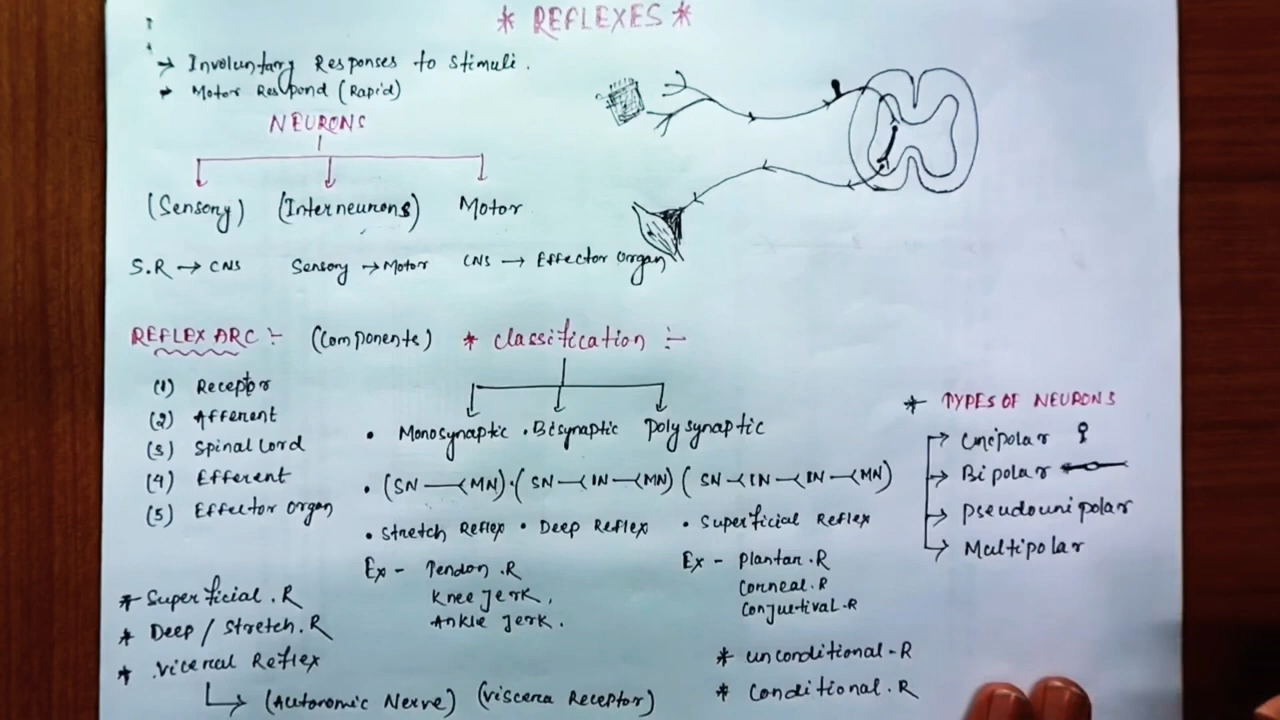 * REFLEXES *
→ Involuntary Responses to stimuli.
→ Motor Respond (Rapid)
NEURONS
(Sensory) (Interneurons) Motor
S.R → CNS Sensory → Motor CNS → Effector Organ
REFLEX ARC :- (Components)
(1) Receptor
(2) Afferent
(3) Spinal Cord
(4) Efferent
(5) Effector Organ
* Superficial .R
* Deep / Stretch .R
* .viceral Reflex
(Autonomic Nerve) (viscera Receptor)
* Classification :-
• Monosynaptic • Bisynaptic Polysynaptic
• (SN —< MN) • (SN —< IN —< MN) (SN —< IN —< IN —< MN)
• Stretch Reflex • Deep Reflex • Superficial Reflex
Ex - Tendon .R
Knee Jerk,
Ankle Jerk.
Ex - Plantar .R
Corneal .R
Conjuctival .R
* unconditional - R
* Conditional . R
* TYPES OF NEURONS
→ Unipolar
→ Bipolar
→ Pseudounipolar
→ Multipolar